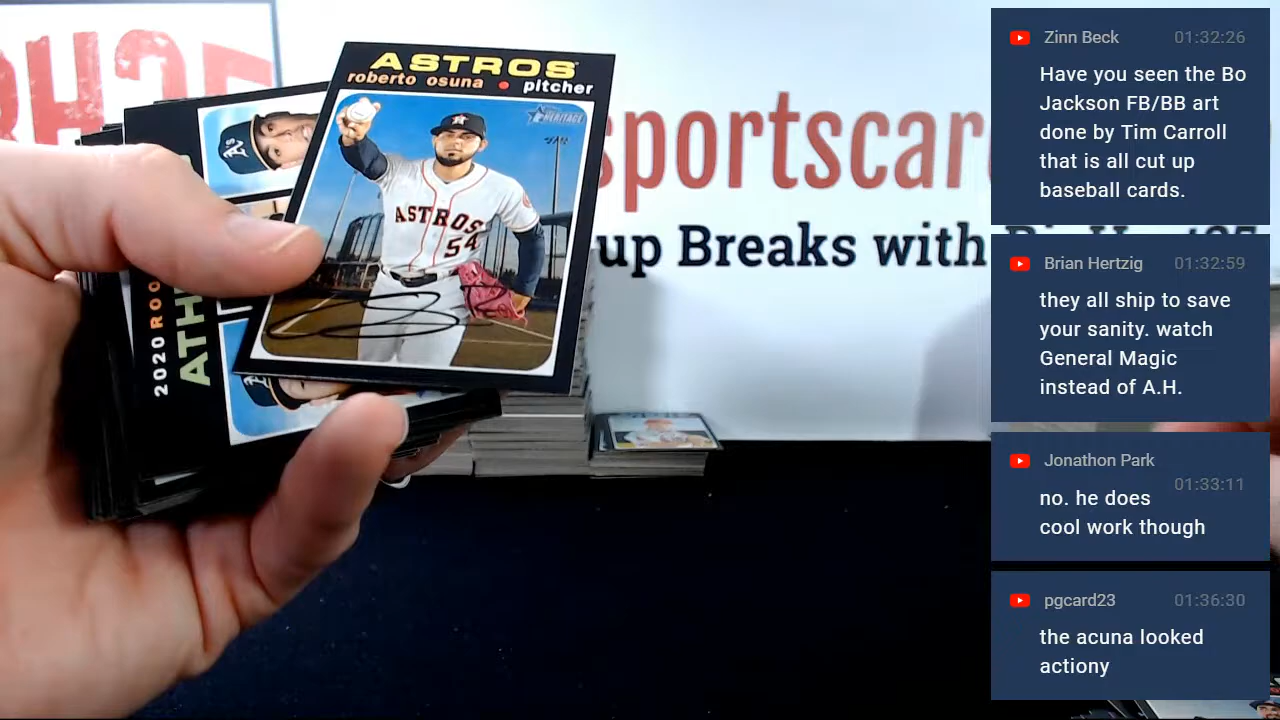 ASTROS
roberto osuna • pitcher
HERITAGE
ASTROS
54
A's
2020 ROO
ATH
sportscar
up Breaks with
Zinn Beck 01:32:26
Have you seen the Bo
Jackson FB/BB art
done by Tim Carroll
that is all cut up
baseball cards.
Brian Hertzig 01:32:59
they all ship to save
your sanity. watch
General Magic
instead of A.H.
Jonathon Park 01:33:11
no. he does
cool work though
pgcard23 01:36:30
the acuna looked
actiony